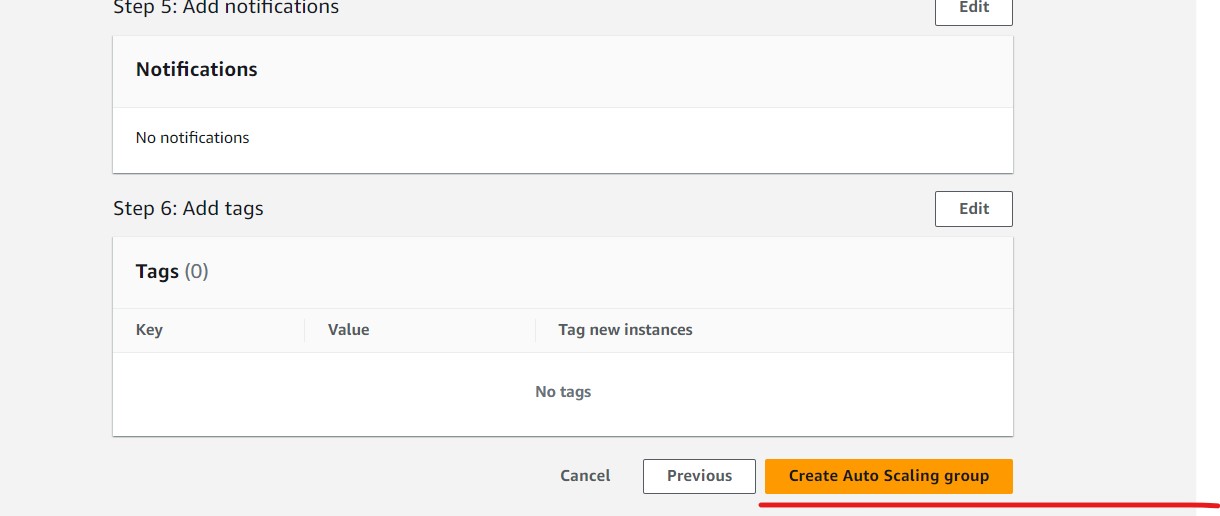 Step 5: Add notifications
Edit
Notifications
No notifications
Step 6: Add tags
Edit
Tags (0)
Key Value Tag new instances
No tags
Cancel Previous Create Auto Scaling group